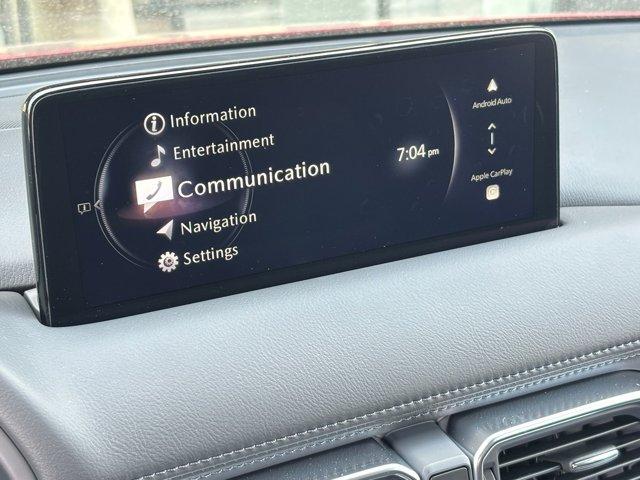 Information
Entertainment
Communication
Navigation
Settings
7:04 pm
Android Auto
Apple CarPlay